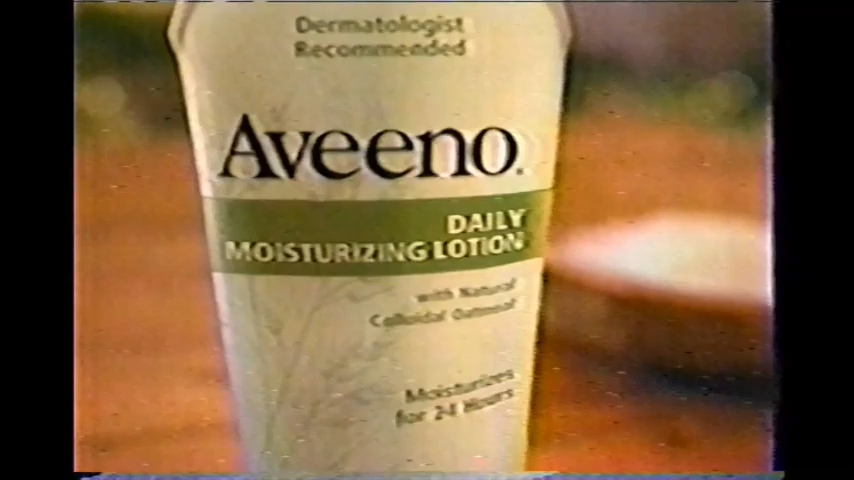 Dermatologist
Recommended
Aveeno
DAILY
MOISTURIZING LOTION
with Natural
Colloidal Oatmeal
Moisturizes
for 24 Hours